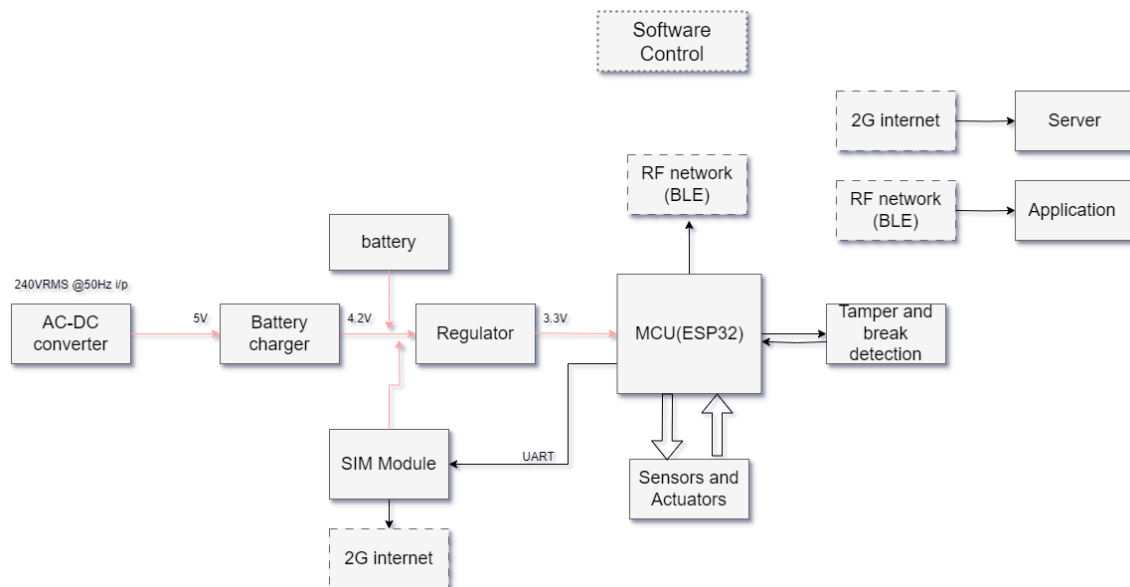 Software
Control
2G internet
Server
RF network
(BLE)
RF network
(BLE)
Application
battery
240VRMS @50Hz i/p
AC-DC
converter
5V
Battery
charger
4.2V
Regulator
3.3V
MCU(ESP32)
Tamper and
break
detection
SIM Module
UART
Sensors and
Actuators
2G internet